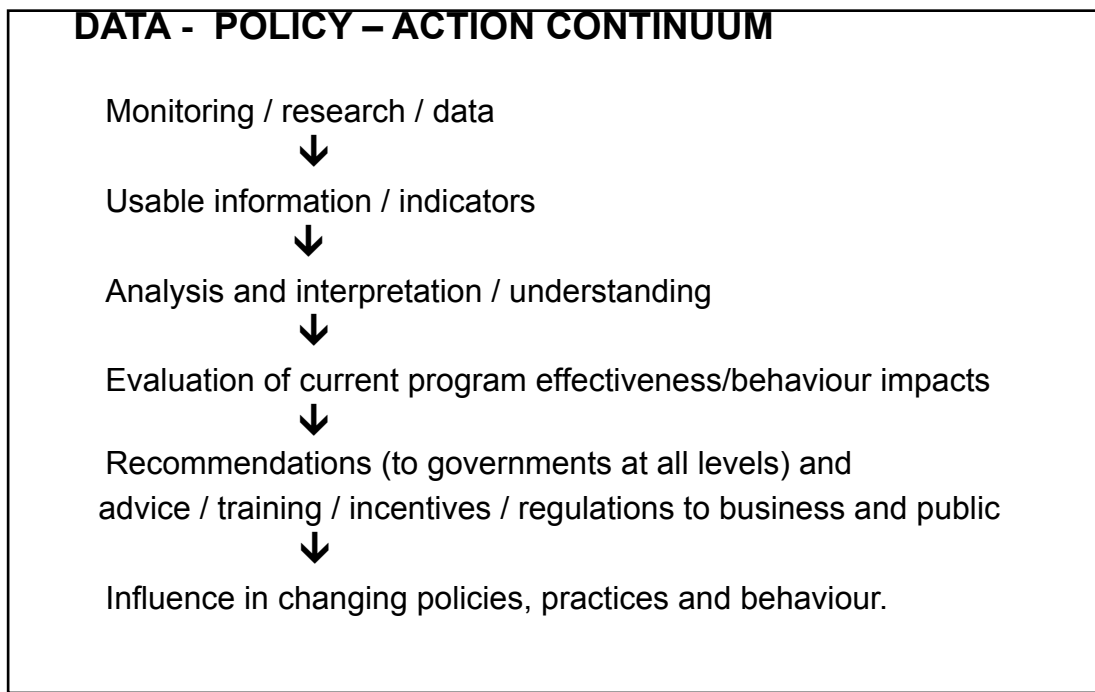 DATA -  POLICY – ACTION CONTINUUM
Monitoring / research / data
Usable information / indicators
Analysis and interpretation / understanding
Evaluation of current program effectiveness/behaviour impacts
Recommendations (to governments at all levels) and
advice / training / incentives / regulations to business and public
Influence in changing policies, practices and behaviour.